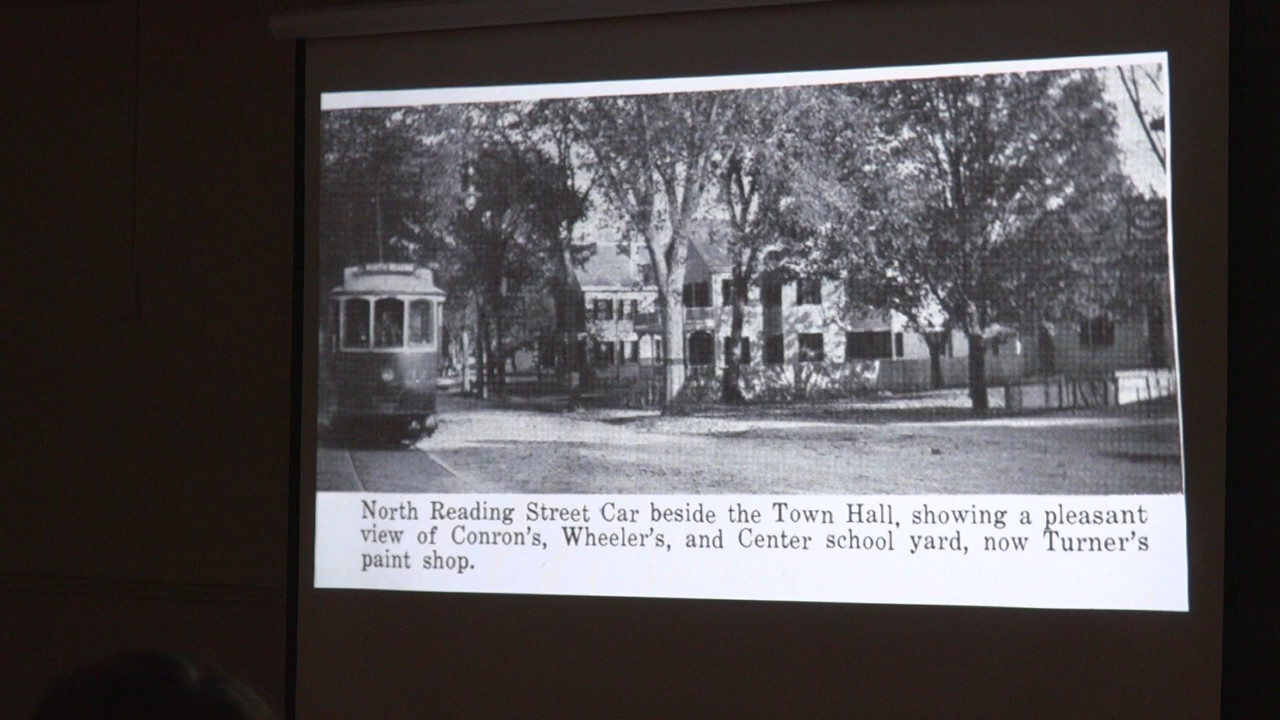 North Reading Street Car beside the Town Hall, showing a pleasant
view of Conron's, Wheeler's, and Center school yard, now Turner's
paint shop.